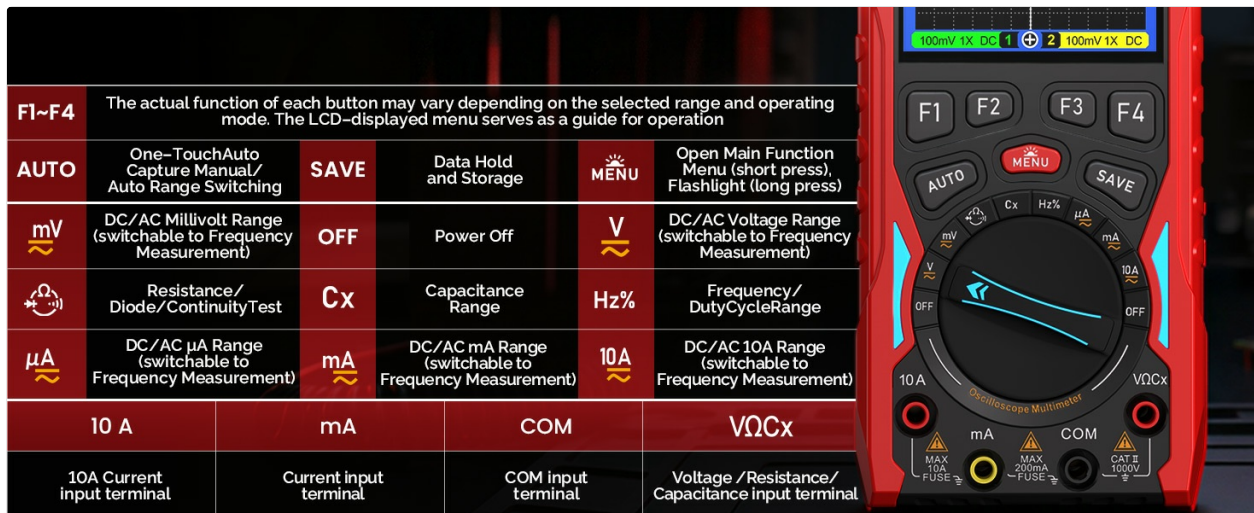 F1~F4
The actual function of each button may vary depending on the selected range and operating
mode. The LCD-displayed menu serves as a guide for operation
AUTO
One-TouchAuto
Capture Manual/
Auto Range Switching
SAVE
Data Hold
and Storage
MENU
Open Main Function
Menu (short press),
Flashlight (long press)
mV
DC/AC Millivolt Range
(switchable to Frequency
Measurement)
OFF
Power Off
V
DC/AC Voltage Range
(switchable to Frequency
Measurement)
Ω
Resistance/
Diode/ContinuityTest
Cx
Capacitance
Range
Hz%
Frequency/
DutyCycleRange
μA
DC/AC μA Range
(switchable to
Frequency Measurement)
mA
DC/AC mA Range
(switchable to
Frequency Measurement)
10A
DC/AC 10A Range
(switchable to
Frequency Measurement)
10 A
mA
COM
VΩCx
10A Current
input terminal
Current input
terminal
COM input
terminal
Voltage /Resistance/
Capacitance input terminal
100mV 1X DC 1 2 100mV 1X DC
F1 F2 F3 F4
MENU
AUTO SAVE
OFF V mV Ω Cx Hz% μA mA 10A OFF
Oscilloscope Multimeter
10 A mA COM VΩCx
MAX
10A
FUSE
MAX
200mA
FUSE
CAT II
1000V